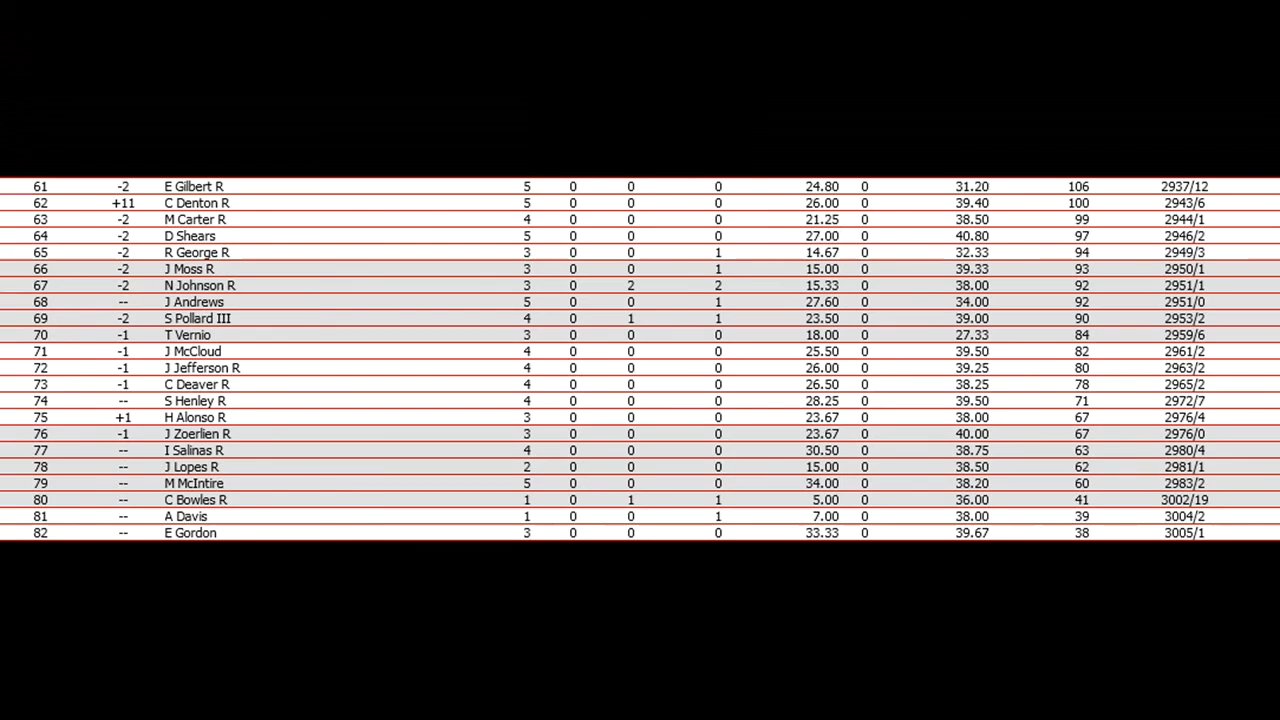 61 -2 E Gilbert R 5 0 0 0 24.80 0 31.20 106 2937/12
62 +11 C Denton R 5 0 0 0 26.00 0 39.40 100 2943/6
63 -2 M Carter R 4 0 0 0 21.25 0 38.50 99 2944/1
64 -2 D Shears 5 0 0 0 27.00 0 40.80 97 2946/2
65 -2 R George R 3 0 0 1 14.67 0 32.33 94 2949/3
66 -2 J Moss R 3 0 0 1 15.00 0 39.33 93 2950/1
67 -2 N Johnson R 3 0 2 2 15.33 0 38.00 92 2951/1
68 -- J Andrews 5 0 0 1 27.60 0 34.00 92 2951/0
69 -2 S Pollard III 4 0 1 1 23.50 0 39.00 90 2953/2
70 -1 T Vernio 3 0 0 0 18.00 0 27.33 84 2959/6
71 -1 J McCloud 4 0 0 0 25.50 0 39.50 82 2961/2
72 -1 J Jefferson R 4 0 0 0 26.00 0 39.25 80 2963/2
73 -1 C Deaver R 4 0 0 0 26.50 0 38.25 78 2965/2
74 -- S Henley R 4 0 0 0 28.25 0 39.50 71 2972/7
75 +1 H Alonso R 3 0 0 0 23.67 0 38.00 67 2976/4
76 -1 J Zoerlien R 3 0 0 0 23.67 0 40.00 67 2976/0
77 -- I Salinas R 4 0 0 0 30.50 0 38.75 63 2980/4
78 -- J Lopes R 2 0 0 0 15.00 0 38.50 62 2981/1
79 -- M McIntire 5 0 0 0 34.00 0 38.20 60 2983/2
80 -- C Bowles R 1 0 1 1 5.00 0 36.00 41 3002/19
81 -- A Davis 1 0 0 1 7.00 0 38.00 39 3004/2
82 -- E Gordon 3 0 0 0 33.33 0 39.67 38 3005/1